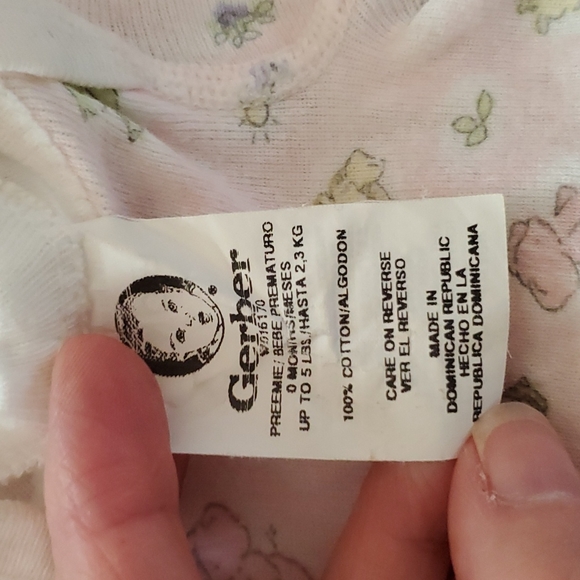 Gerber®
PREEMIE/ BEBE PREMATURO
0 MONTHS/MESES
UP TO 5 LBS./HASTA 2,3 KG
100% COTTON/ALGODON
CARE ON REVERSE
VER EL REVERSO
MADE IN
DOMINICAN REPUBLIC
HECHO EN LA
REPUBLICA DOMINICANA